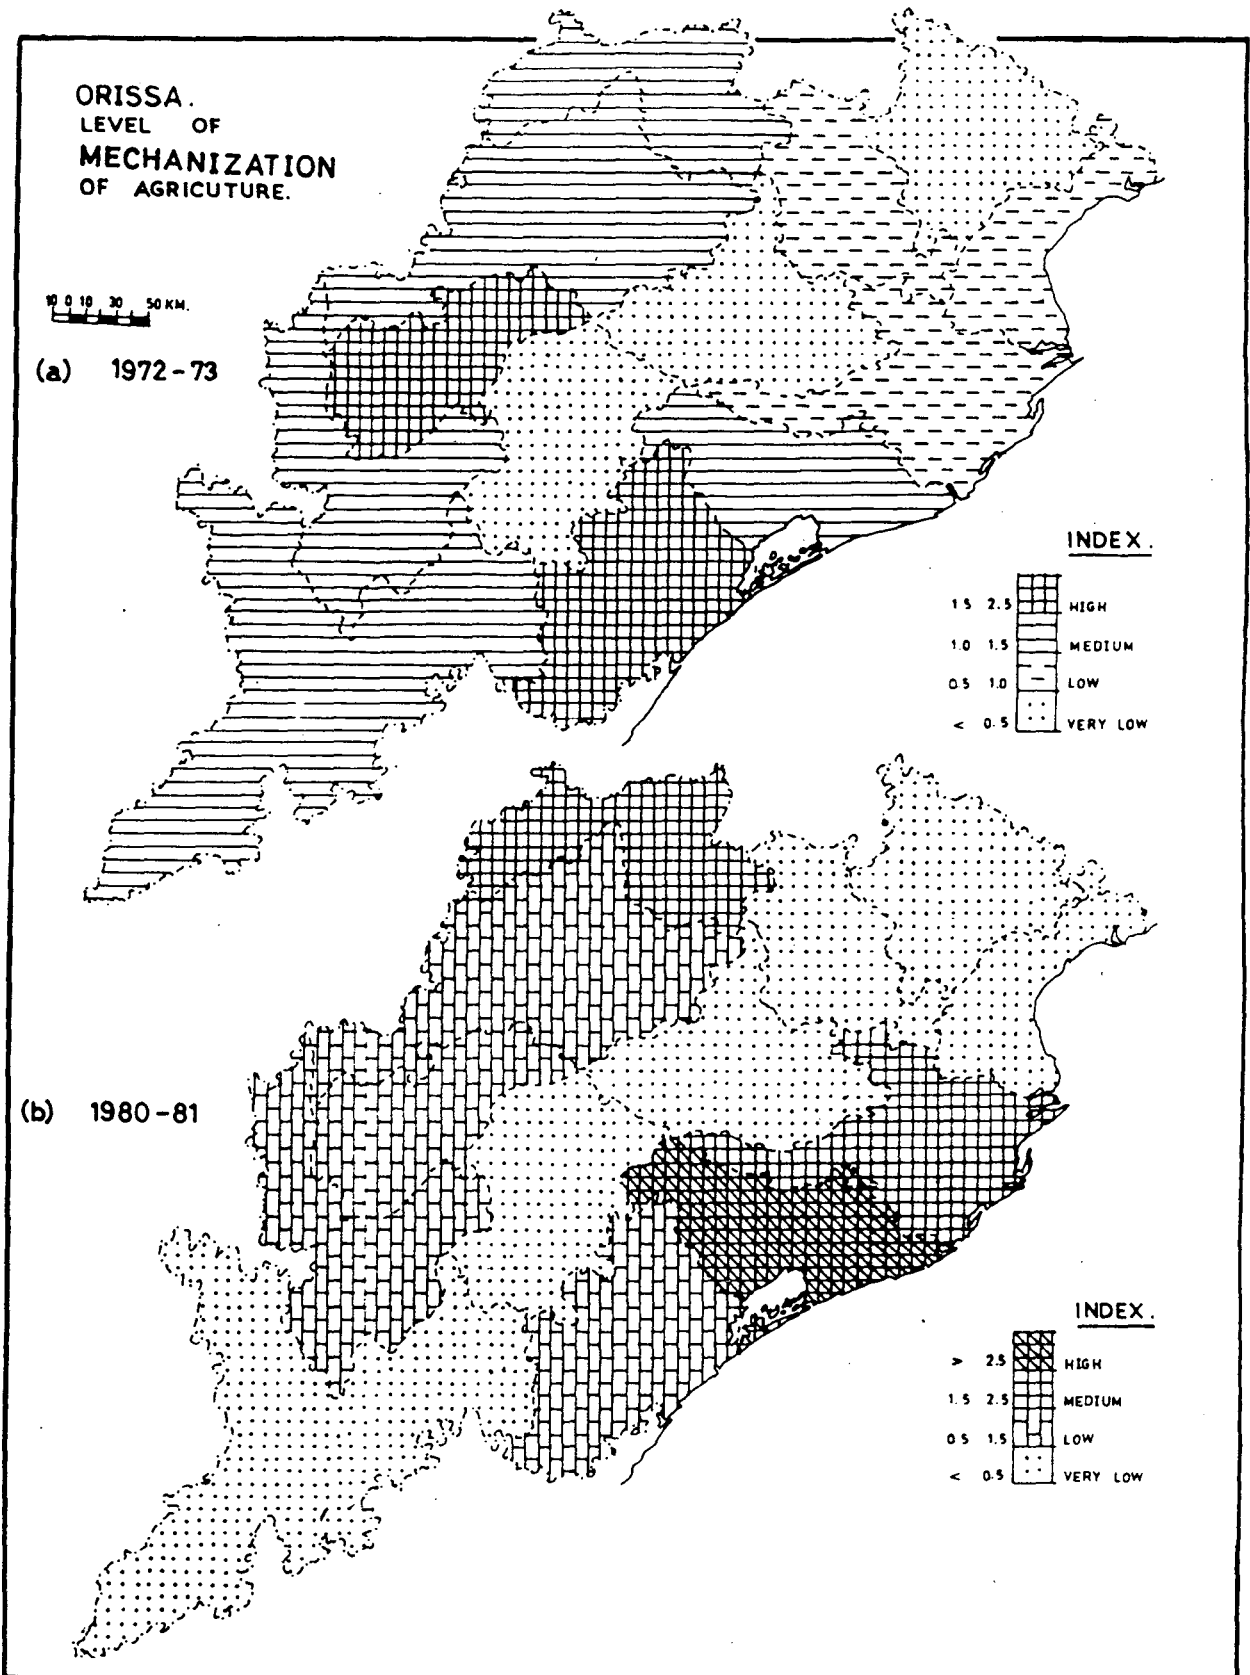 ORISSA.
LEVEL OF
MECHANIZATION
OF AGRICUTURE.
10 0 10 30 50 KM.
(a) 1972-73
INDEX.
1.5 2.5 HIGH
1.0 1.5 MEDIUM
0.5 1.0 LOW
< 0.5 VERY LOW
(b) 1980-81
INDEX.
> 2.5 HIGH
1.5 2.5 MEDIUM
0.5 1.5 LOW
< 0.5 VERY LOW